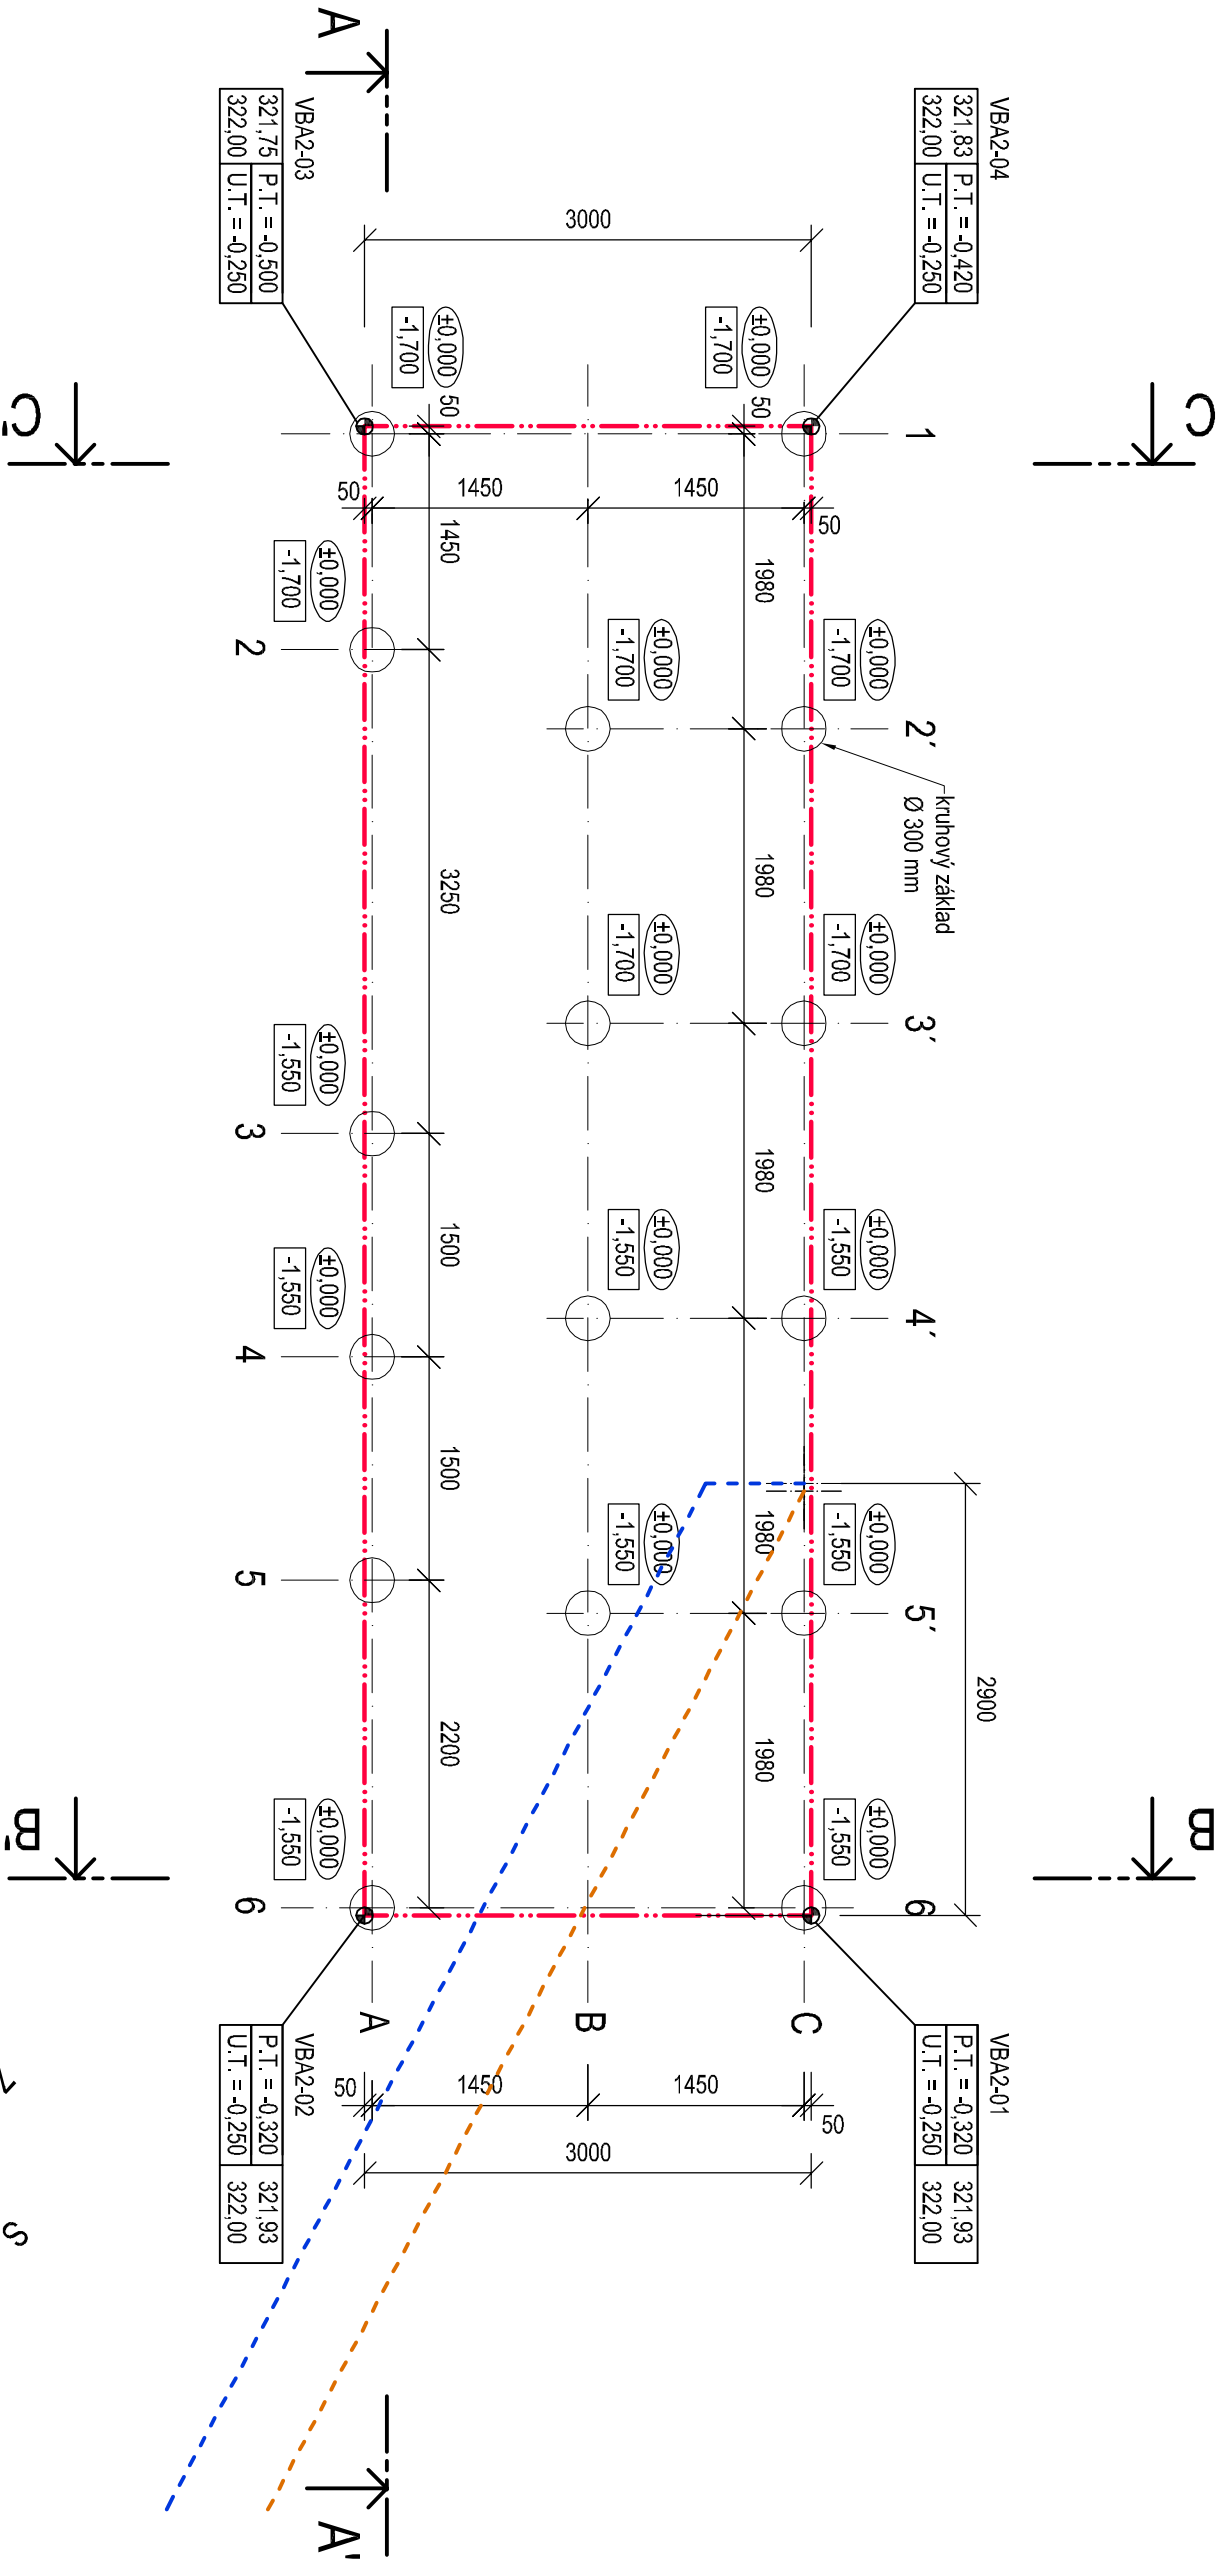 C
C'
B
B'
A
A'
VBA2-04
321,83 P.T. = -0,420
322,00 U.T. = -0,250
VBA2-01
P.T. = -0,320 321,93
U.T. = -0,250 322,00
VBA2-03
321,75 P.T. = -0,500
322,00 U.T. = -0,250
VBA2-02
P.T. = -0,320 321,93
U.T. = -0,250 322,00
kruhový základ
Ø 300 mm
2900
1
2´
3´
4´
5´
6
±0,000
-1,700
±0,000
-1,700
±0,000
-1,700
±0,000
-1,550
±0,000
-1,550
±0,000
-1,550
50
1980
1980
1980
1980
1980
±0,000
-1,700
±0,000
-1,700
±0,000
-1,550
±0,000
-1,550
±0,000
-1,700
50
1450
3250
1500
1500
2200
±0,000
-1,700
±0,000
-1,550
±0,000
-1,550
±0,000
-1,550
2
3
4
5
6
3000
50
1450
1450
50
C
B
A
50
1450
1450
50
3000